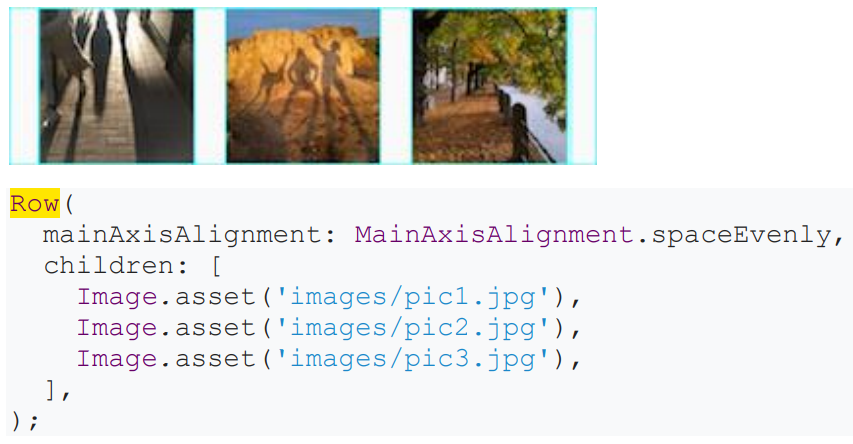 Row(
  mainAxisAlignment: MainAxisAlignment.spaceEvenly,
  children: [
    Image.asset('images/pic1.jpg'),
    Image.asset('images/pic2.jpg'),
    Image.asset('images/pic3.jpg'),
  ],
);